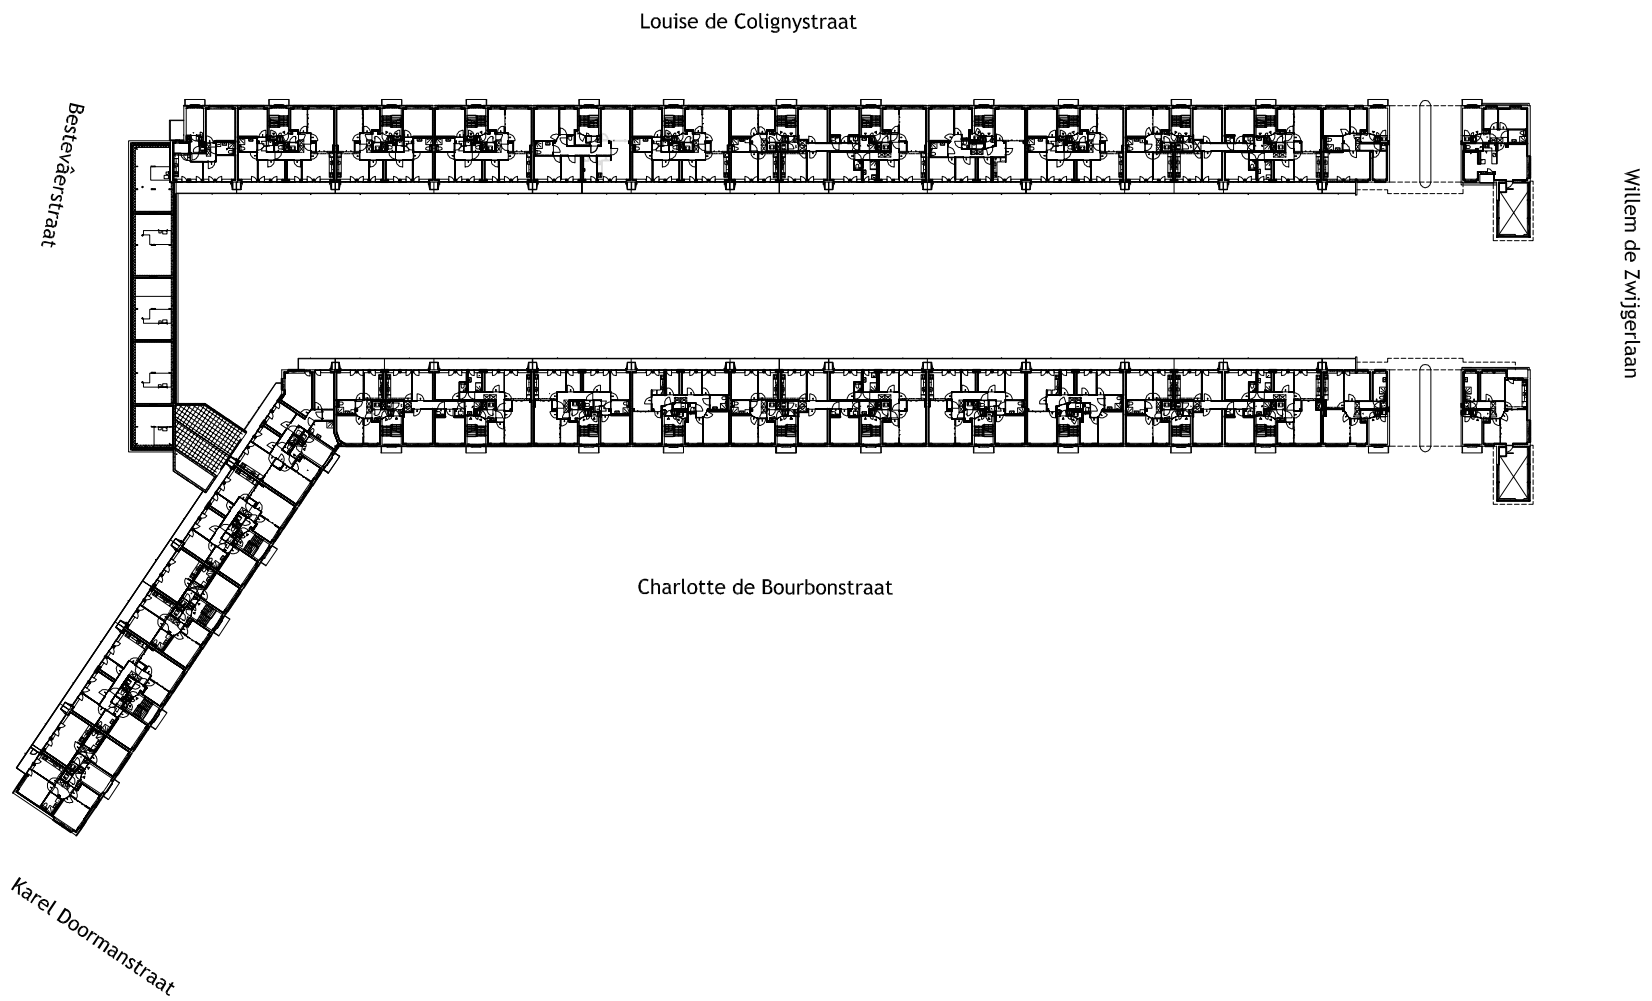 Louise de Colignystraat
Bestevâerstraat
Willem de Zwijgerlaan
Charlotte de Bourbonstraat
Karel Doormanstraat